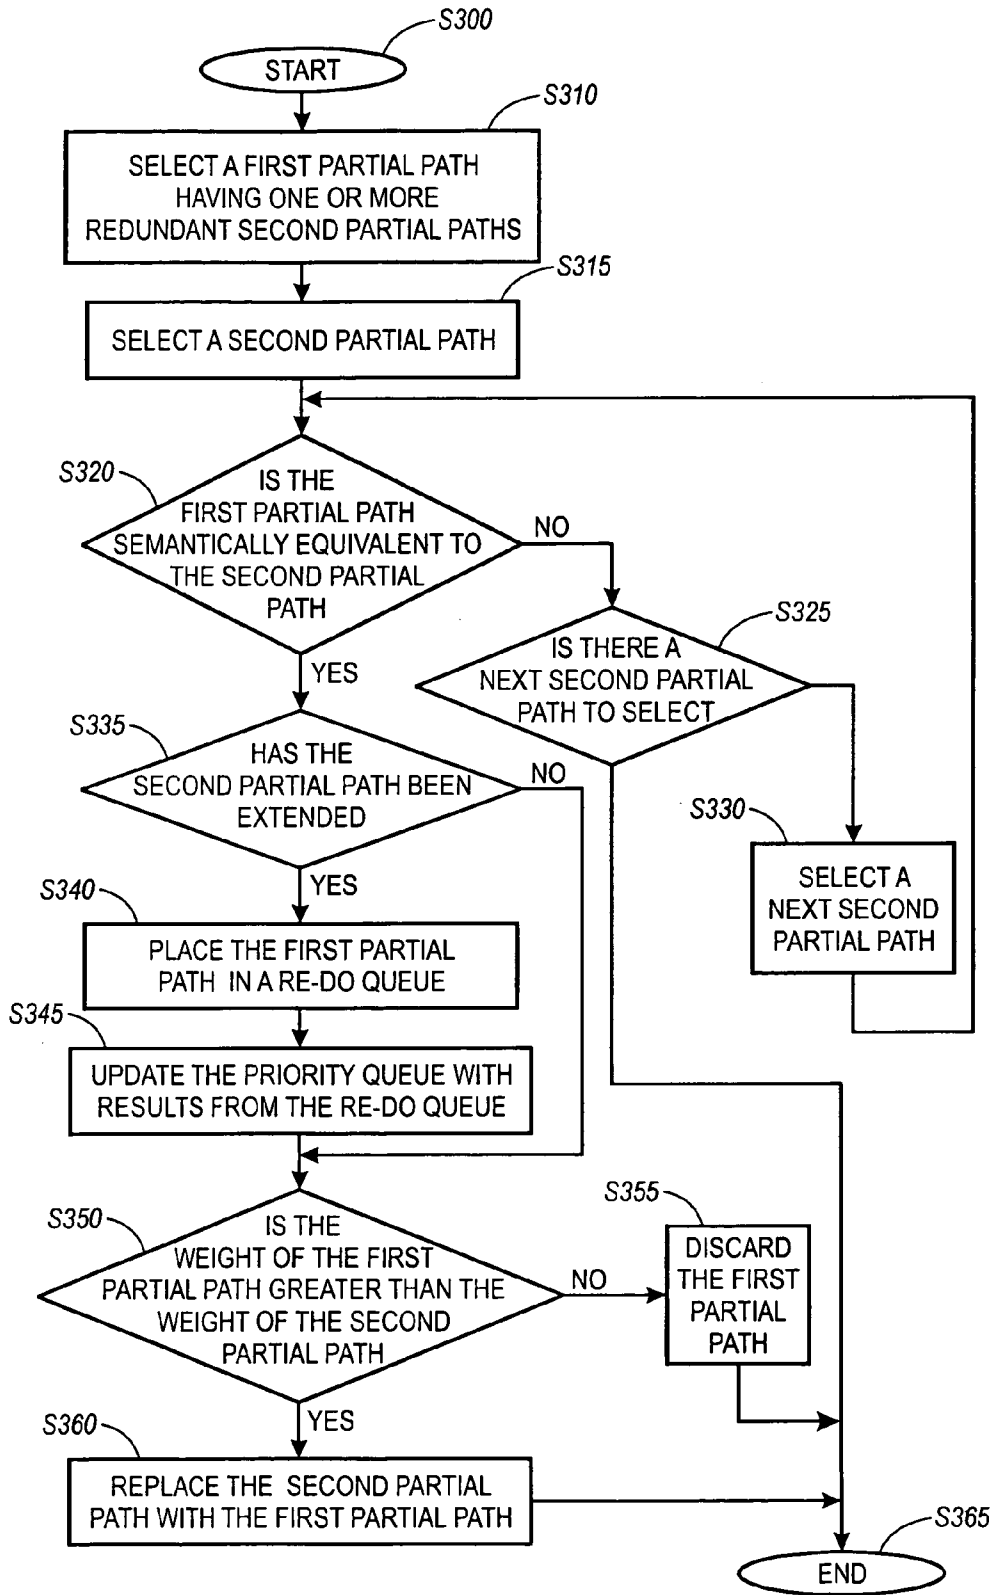 S300
START
S310
SELECT A FIRST PARTIAL PATH
HAVING ONE OR MORE
REDUNDANT SECOND PARTIAL PATHS
S315
SELECT A SECOND PARTIAL PATH
S320
IS THE
FIRST PARTIAL PATH
SEMANTICALLY EQUIVALENT TO
THE SECOND PARTIAL
PATH
NO
YES
S325
IS THERE A
NEXT SECOND PARTIAL
PATH TO SELECT
S330
SELECT A
NEXT SECOND
PARTIAL PATH
S335
HAS THE
SECOND PARTIAL PATH BEEN
EXTENDED
NO
YES
S340
PLACE THE FIRST PARTIAL
PATH IN A RE-DO QUEUE
S345
UPDATE THE PRIORITY QUEUE WITH
RESULTS FROM THE RE-DO QUEUE
S350
IS THE
WEIGHT OF THE FIRST
PARTIAL PATH GREATER THAN THE
WEIGHT OF THE SECOND
PARTIAL PATH
NO
YES
S355
DISCARD
THE FIRST
PARTIAL
PATH
S360
REPLACE THE SECOND PARTIAL
PATH WITH THE FIRST PARTIAL PATH
S365
END